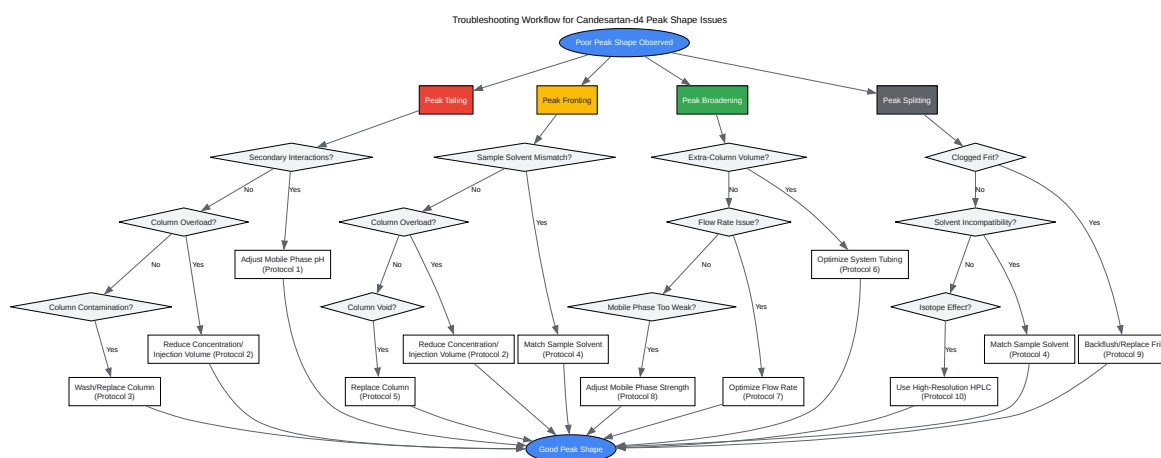 Troubleshooting Workflow for Candesartan-d4 Peak Shape Issues
Poor Peak Shape Observed
Peak Tailing
Peak Fronting
Peak Broadening
Peak Splitting
Secondary Interactions?
Sample Solvent Mismatch?
Extra-Column Volume?
Clogged Frit?
No
Yes
No
Yes
No
Yes
No
Yes
Column Overload?
Column Overload?
Flow Rate Issue?
Solvent Incompatibility?
Adjust Mobile Phase pH
(Protocol 1)
Optimize System Tubing
(Protocol 6)
No
Yes
No
Yes
No
Yes
No
Yes
Column Contamination?
Column Void?
Mobile Phase Too Weak?
Isotope Effect?
Yes
Reduce Concentration/
Injection Volume (Protocol 2)
Yes
Reduce Concentration/
Injection Volume (Protocol 2)
Match Sample Solvent
(Protocol 4)
Yes
Yes
Match Sample Solvent
(Protocol 4)
Backflush/Replace Fri
(Protocol 9)
Wash/Replace Column
(Protocol 3)
Replace Column
(Protocol 5)
Adjust Mobile Phase Strength
(Protocol 8)
Optimize Flow Rate
(Protocol 7)
Use High-Resolution HPLC
(Protocol 10)
Good Peak Shape